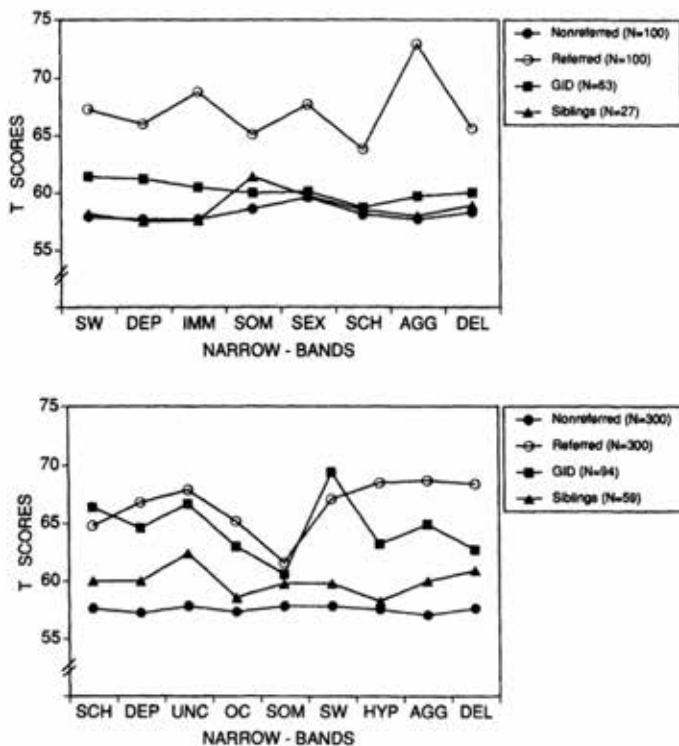 75
70
65
60
55
T SCORES
SW DEP IMM SOM SEX SCH AGG DEL
NARROW - BANDS
Nonreferred (N=100)
Referred (N=100)
GID (N=63)
Siblings (N=27)
75
70
65
60
55
T SCORES
SCH DEP UNC OC SOM SW HYP AGG DEL
NARROW - BANDS
Nonreferred (N=300)
Referred (N=300)
GID (N=94)
Siblings (N=59)